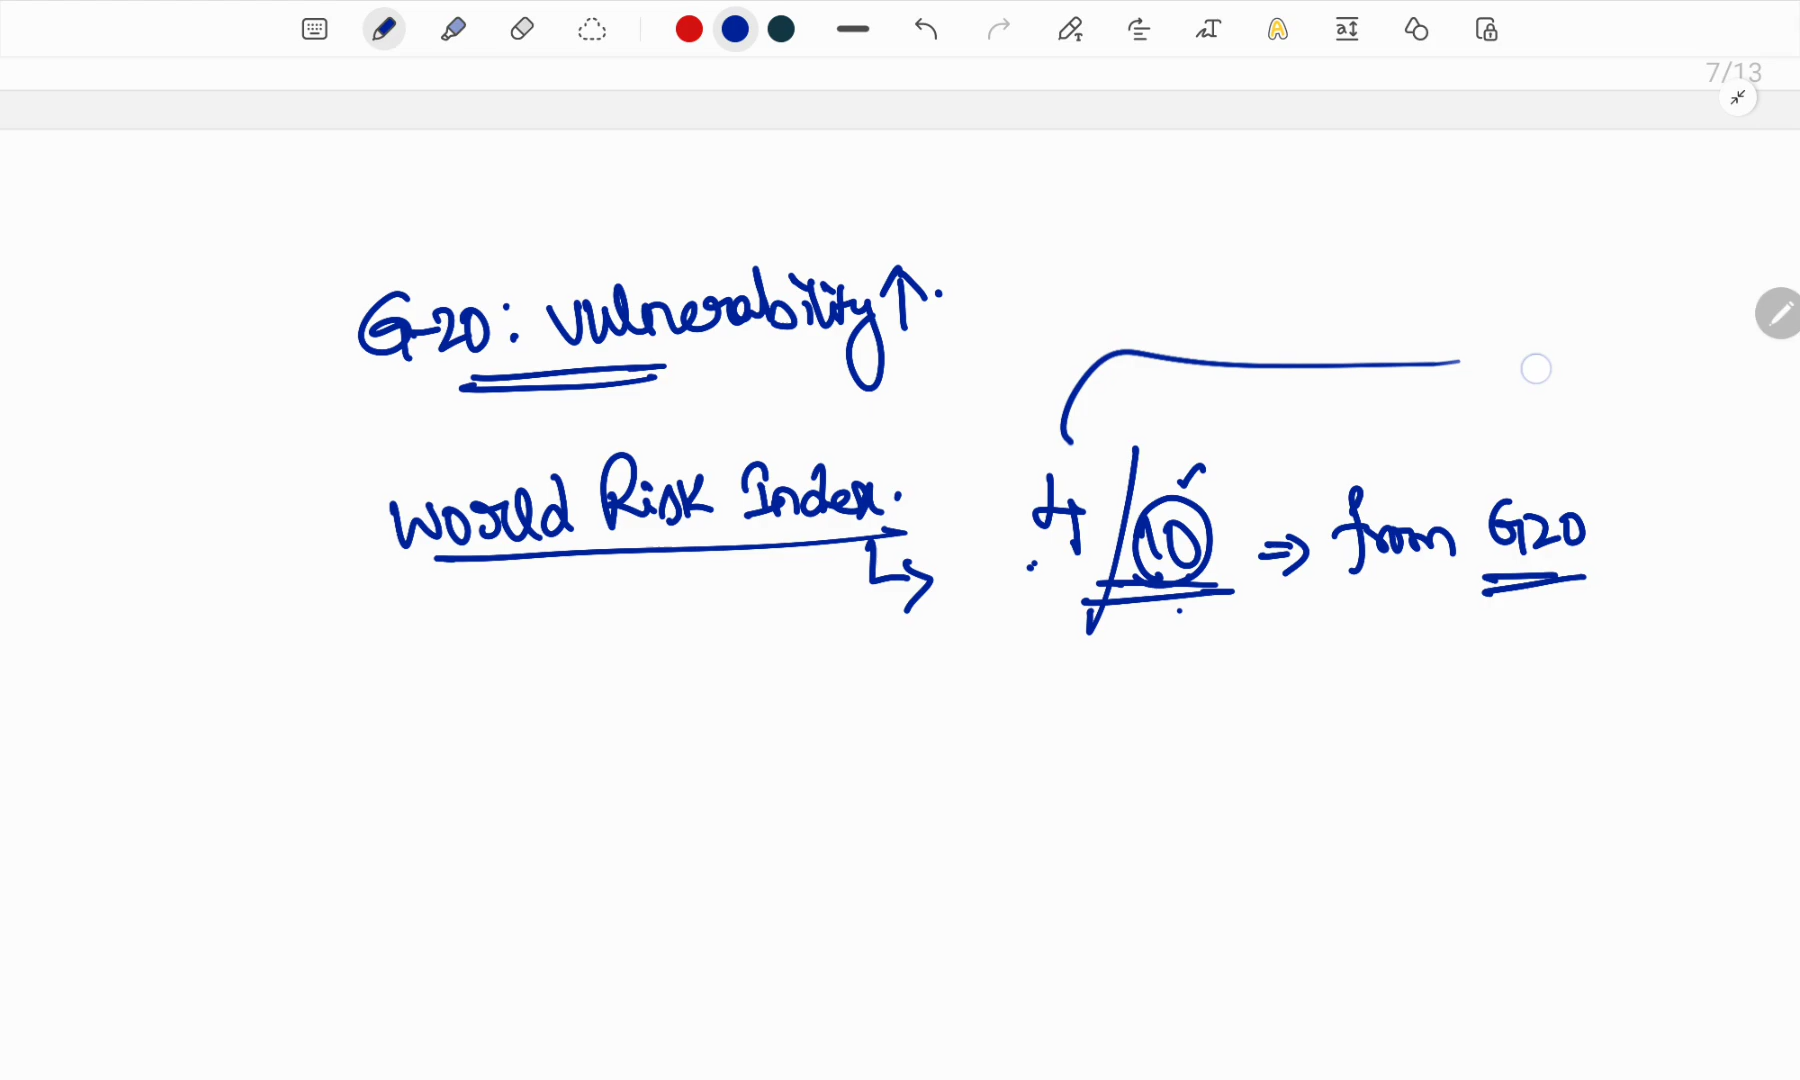 7/13
G-20: Vulnerability ↑.
World Risk Index.
4/10 ⇒ from G20